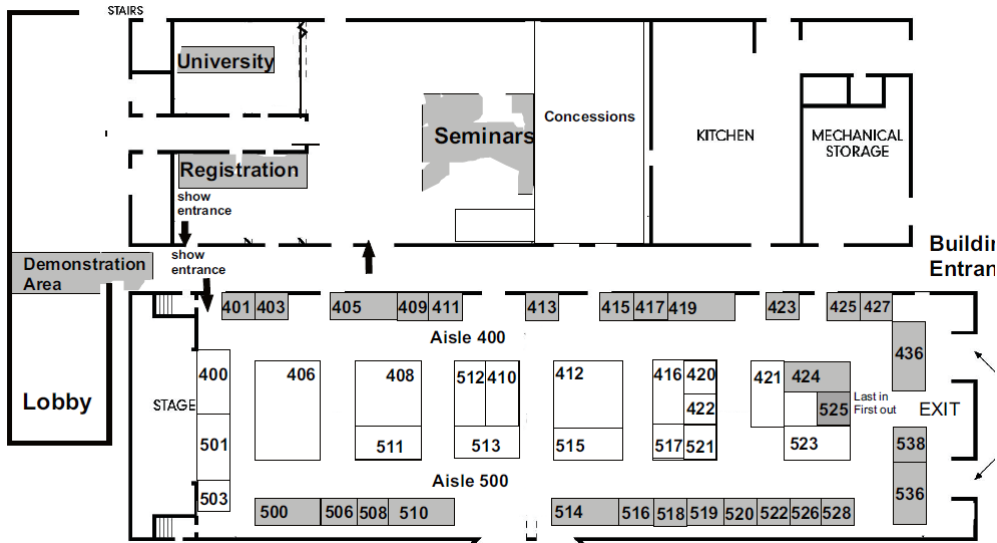 STAIRS
University
Concessions
Seminars
KITCHEN
MECHANICAL
STORAGE
Registration
show
entrance
show
entrance
Demonstration
Area
Buildin
Entran
401 403 405 409 411 413 415 417 419 423 425 427
Aisle 400
436
400 406 408 512 410 412 416 420 421 424
422
Last in
First out
525
Lobby
STAGE
EXIT
501 511 513 515 517 521 523 538
Aisle 500
503
536
500 506 508 510 514 516 518 519 520 522 526 528